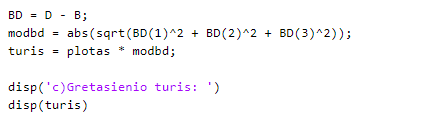 BD = D - B;
modbd = abs(sqrt(BD(1)^2 + BD(2)^2 + BD(3)^2));
turis = plotas * modbd;
disp('c)Gretasienio turis: ')
disp(turis)